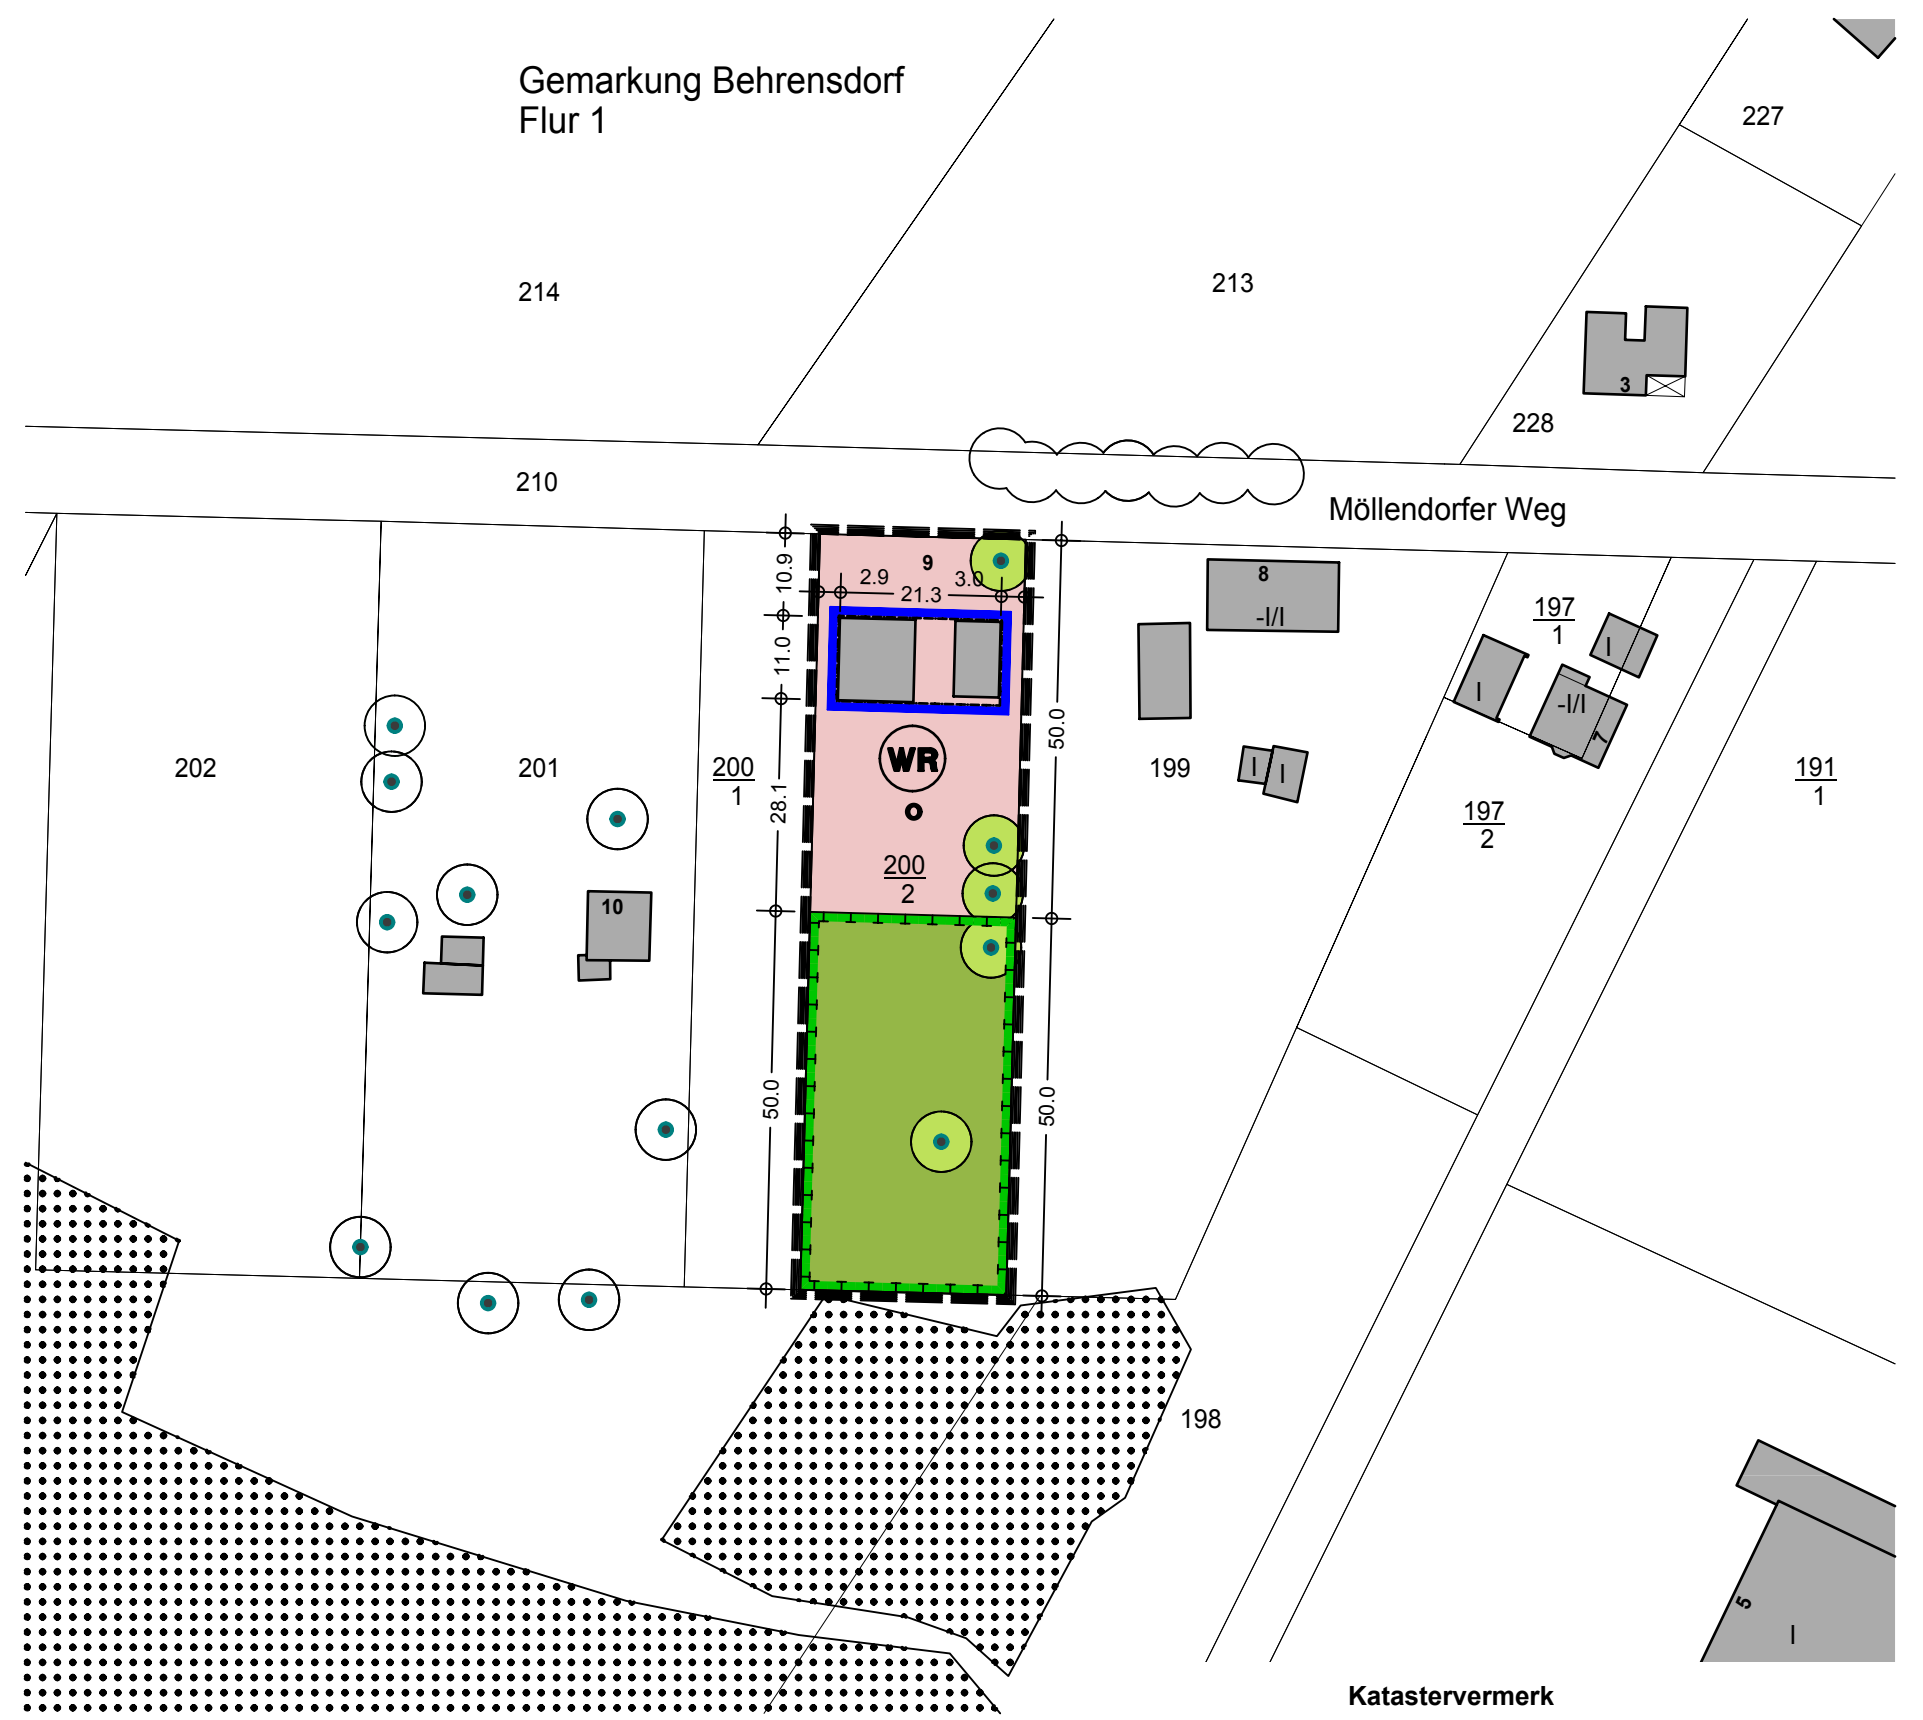 Gemarkung Behrensdorf
Flur 1
227
214
213
3
228
210
Möllendorfer Weg
10.9
9
2.9
3.0
21.3
8
-I/I
197
1
I
11.0
I
-I/I
7
50.0
202
201
200
1
WR
199
I
I
191
1
28.1
o
197
2
200
2
10
50.0
50.0
198
5
I
Katastervermerk